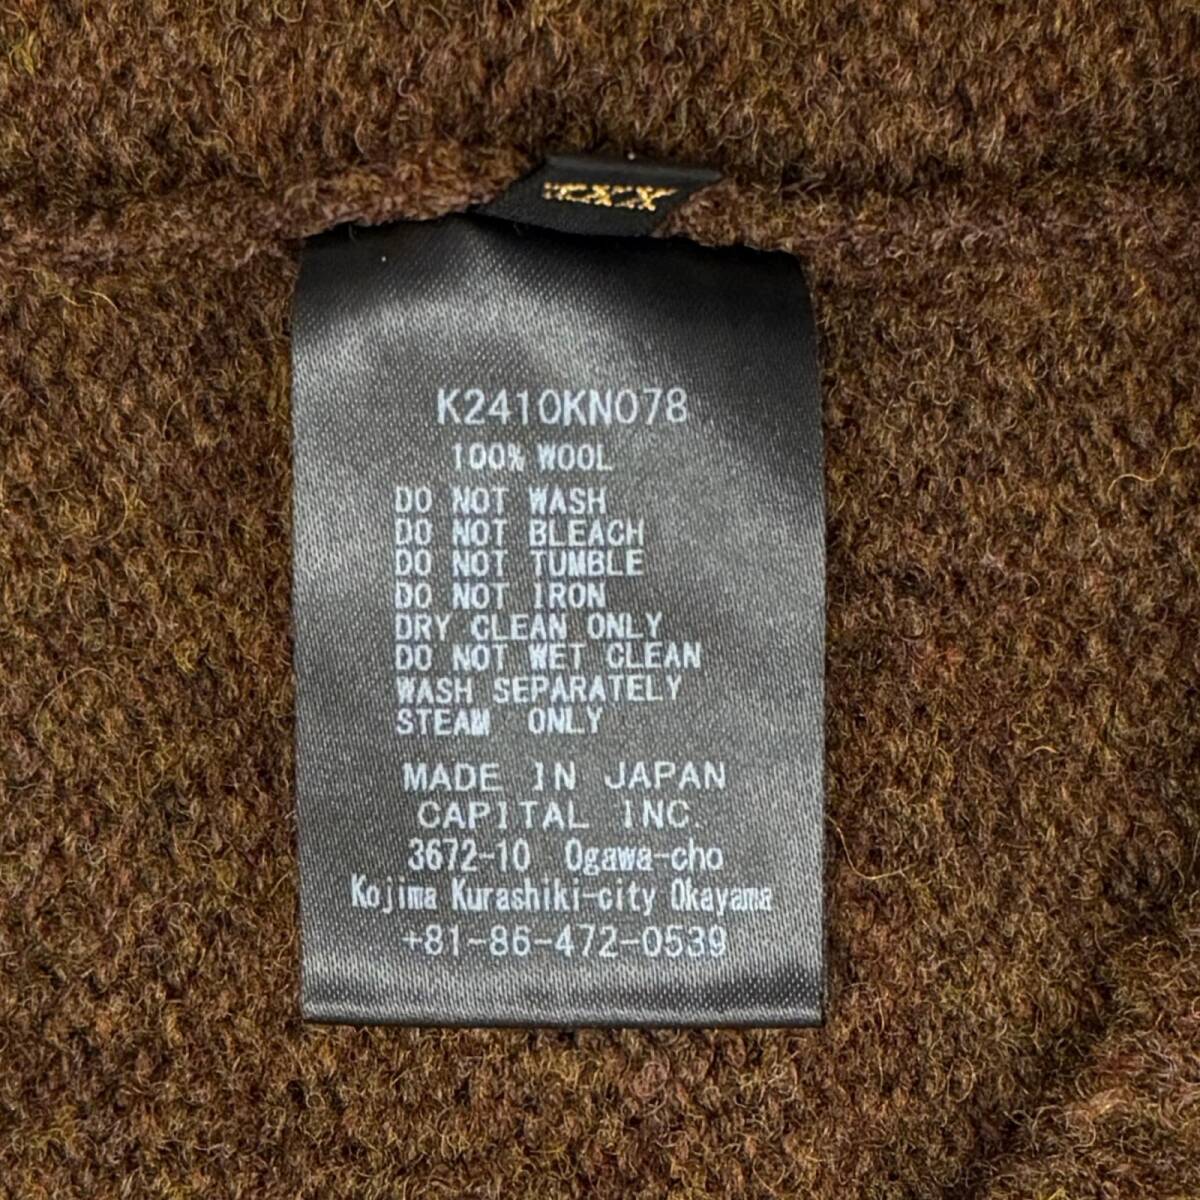 K2410KN078
100% WOOL
DO NOT WASH
DO NOT BLEACH
DO NOT TUMBLE
DO NOT IRON
DRY CLEAN ONLY
DO NOT WET CLEAN
WASH SEPARATELY
STEAM ONLY
MADE IN JAPAN
CAPITAL INC.
3672-10 Ogawa-cho
Kojima Kurashiki-city Okayama
+81-86-472-0539